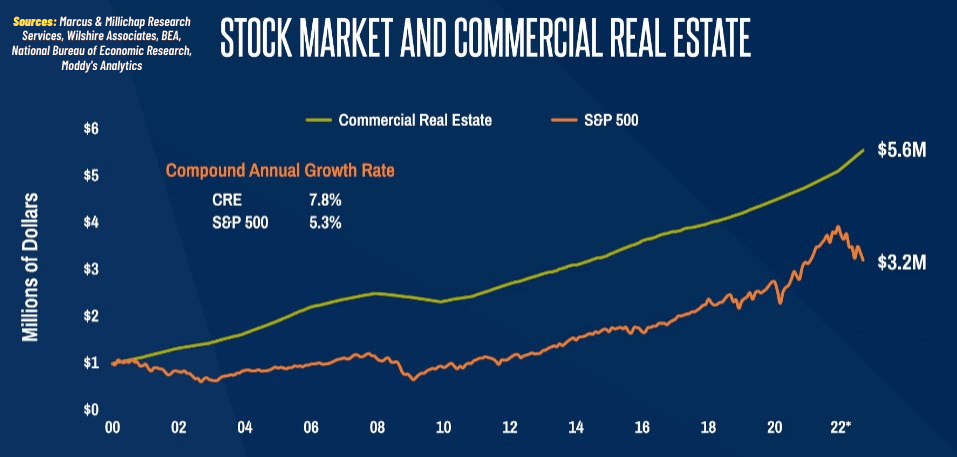 Sources: Marcus & Millichap Research
Services, Wilshire Associates, BEA,
National Bureau of Economic Research,
Moddy's Analytics
STOCK MARKET AND COMMERCIAL REAL ESTATE
Commercial Real Estate
S&P 500
Compound Annual Growth Rate
CRE 7.8%
S&P 500 5.3%
Millions of Dollars
$6
$5
$4
$3
$2
$1
$0
$5.6M
$3.2M
00 02 04 06 08 10 12 14 16 18 20 22*